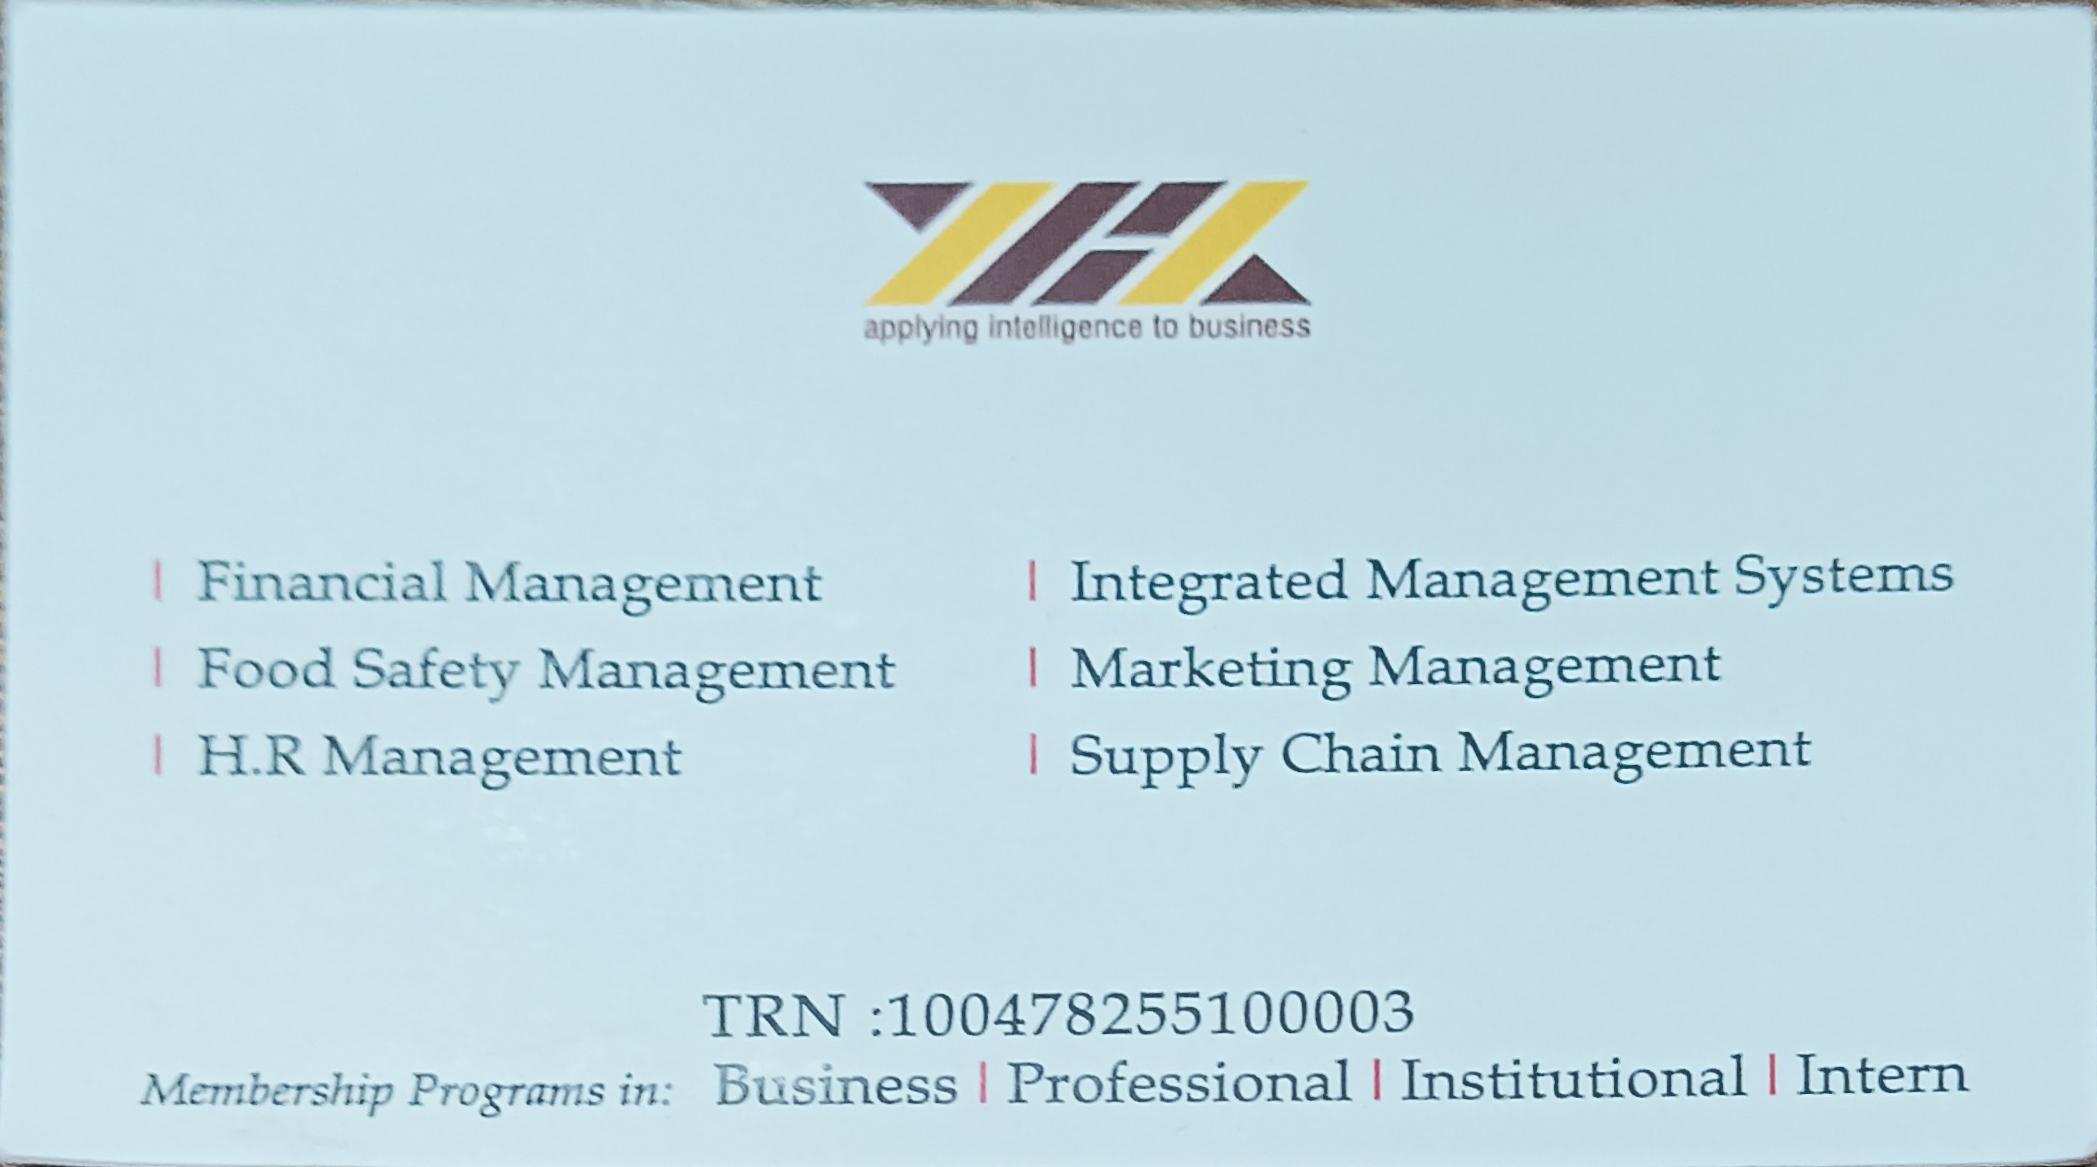 applying intelligence to business
Financial Management
Food Safety Management
H.R Management
Integrated Management Systems
Marketing Management
Supply Chain Management
TRN :100478255100003
Membership Programs in: Business | Professional | Institutional | Intern